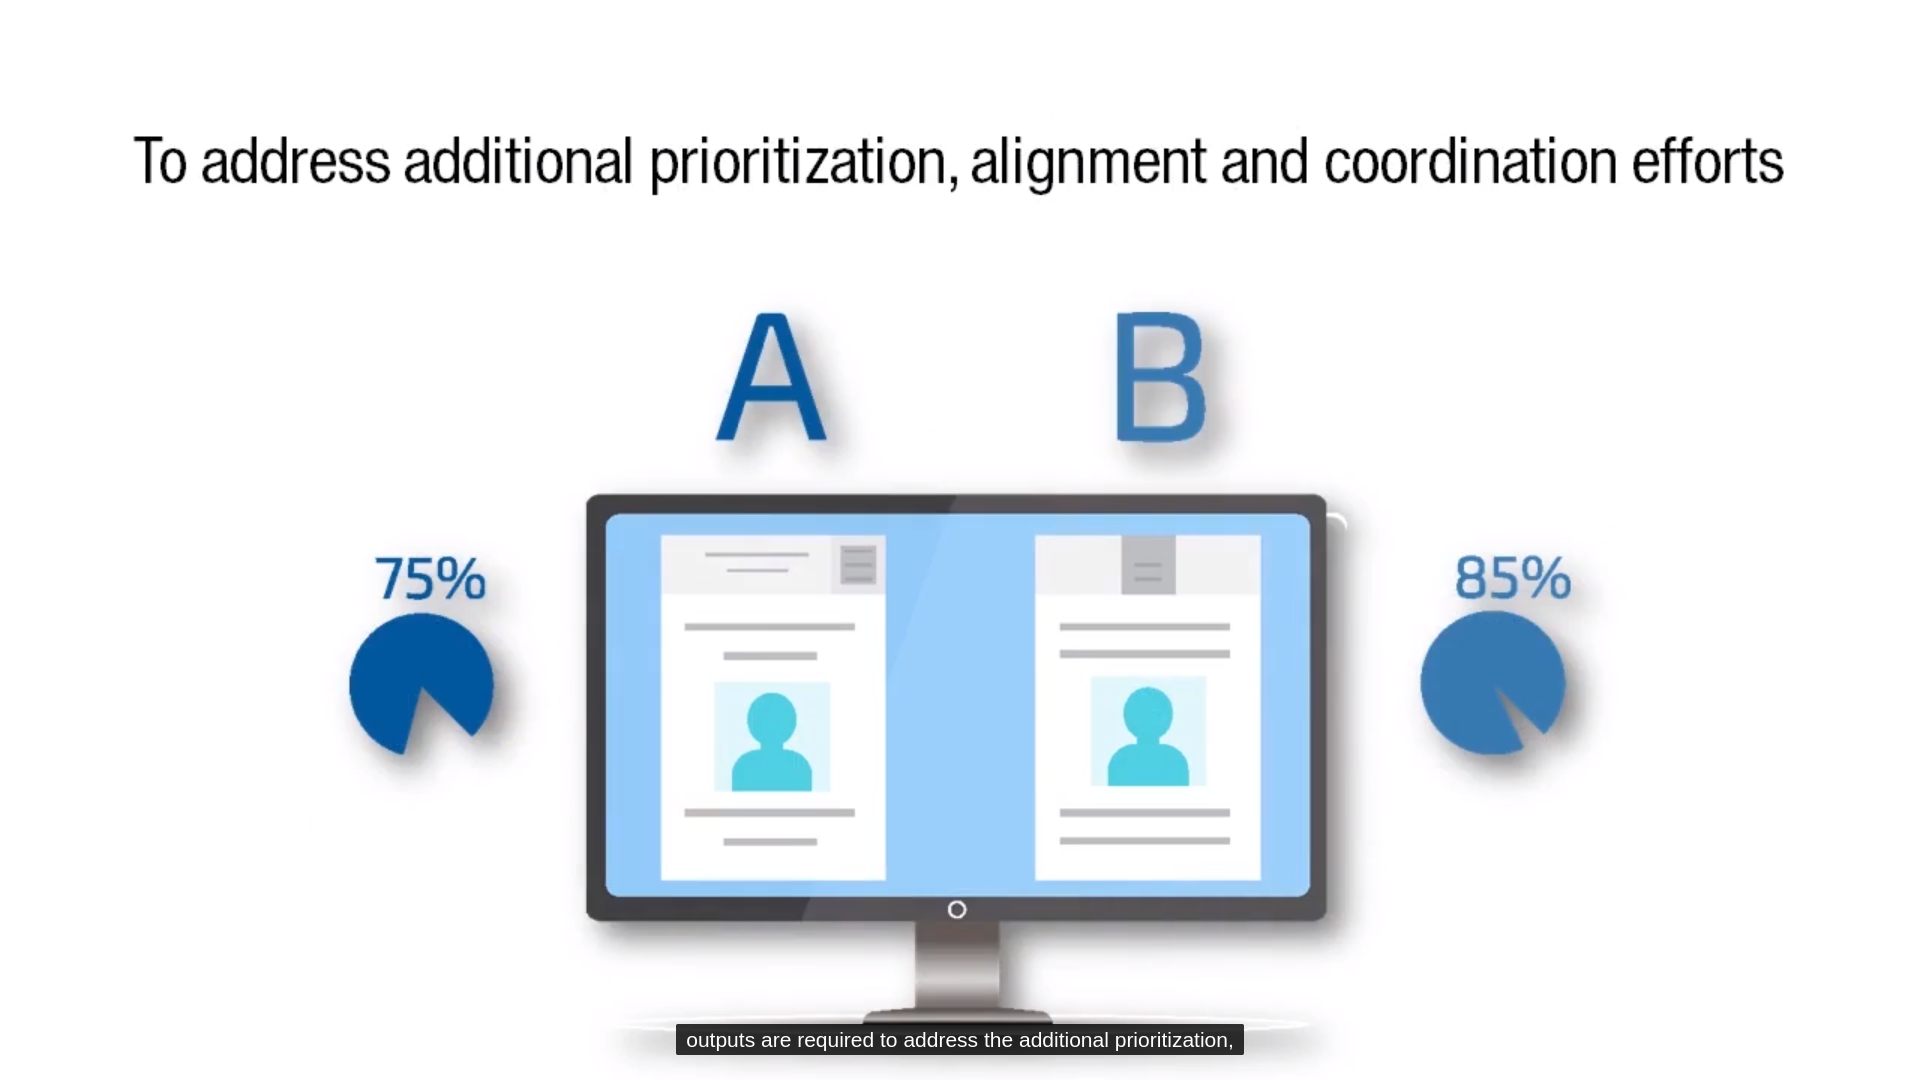 To address additional prioritization, alignment and coordination efforts
A
B
75%
85%
outputs are required to address the additional prioritization,